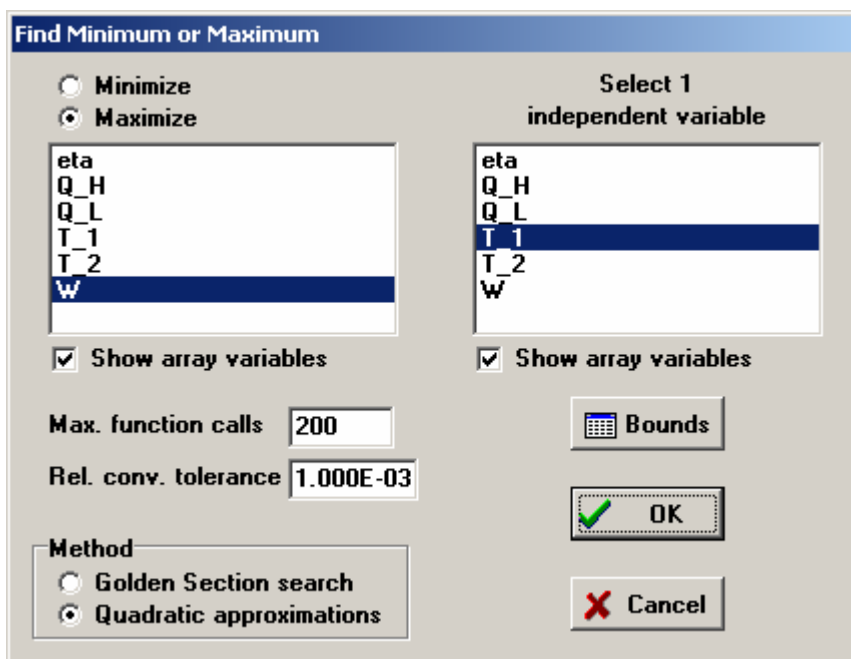 Find Minimum or Maximum
Minimize
Maximize
eta
Q_H
Q_L
T_1
T_2
W
Show array variables
Max. function calls 200
Rel. conv. tolerance 1.000E-03
Method
Golden Section search
Quadratic approximations
Select 1
independent variable
eta
Q_H
Q_L
T_1
T_2
W
Show array variables
Bounds
OK
Cancel